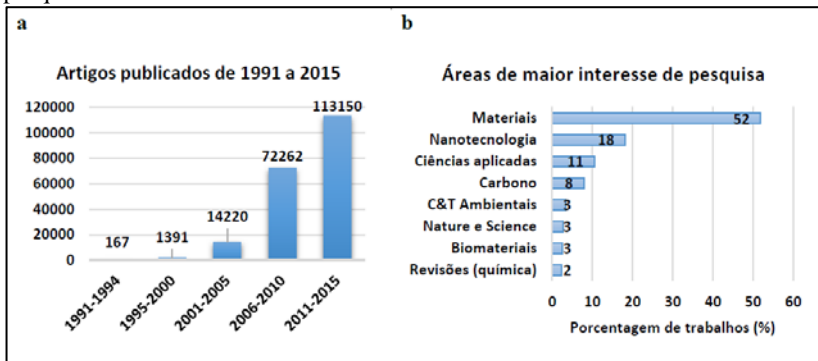 a
Artigos publicados de 1991 a 2015
120000
100000
80000
60000
40000
20000
0
167
1391
14220
72262
113150
1991-1994
1995-2000
2001-2005
2006-2010
2011-2015
b
Áreas de maior interesse de pesquisa
Materiais 52
Nanotecnologia 18
Ciências aplicadas 11
Carbono 8
C&T Ambientais 3
Nature e Science 3
Biomateriais 3
Revisões (química) 2
0 10 20 30 40 50 60
Porcentagem de trabalhos (%)